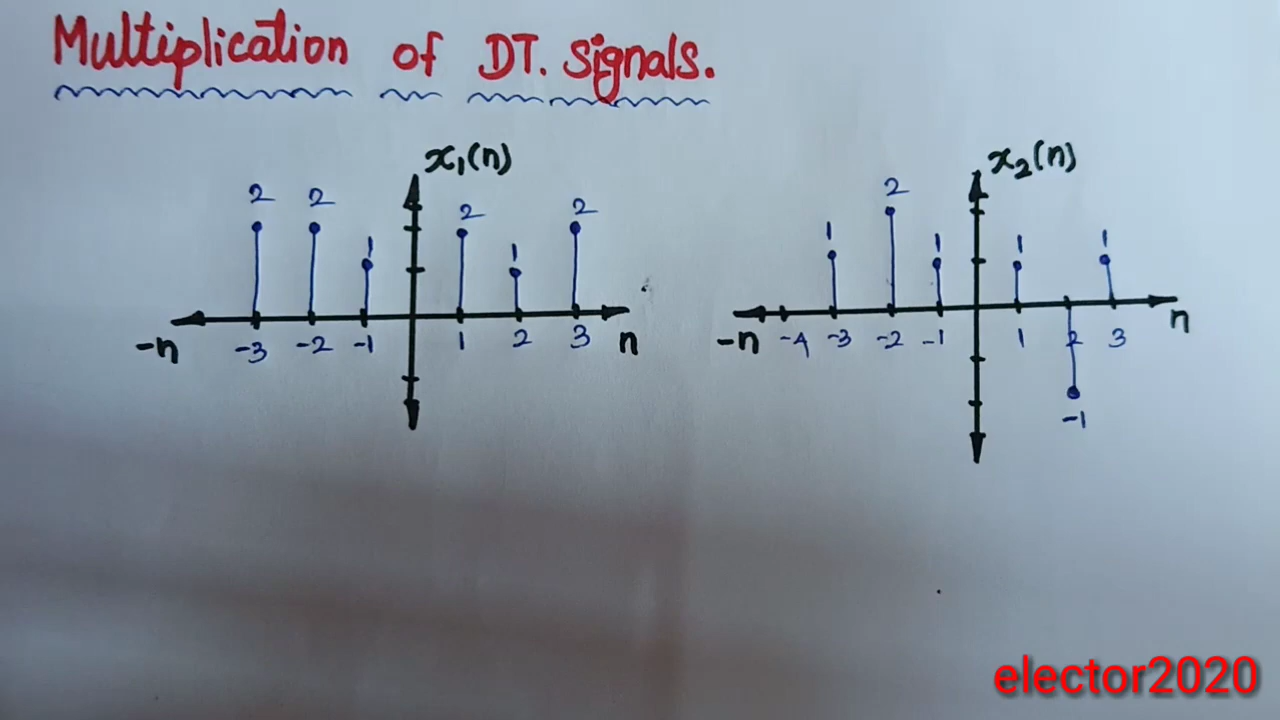 Multiplication of DT. Signals.
x₁(n)
2 2 1 2 1 2
-n -3 -2 -1 1 2 3 n
x₂(n)
1 2 1 1 1
-n -4 -3 -2 -1 1 2 3 n
-1
elector2020